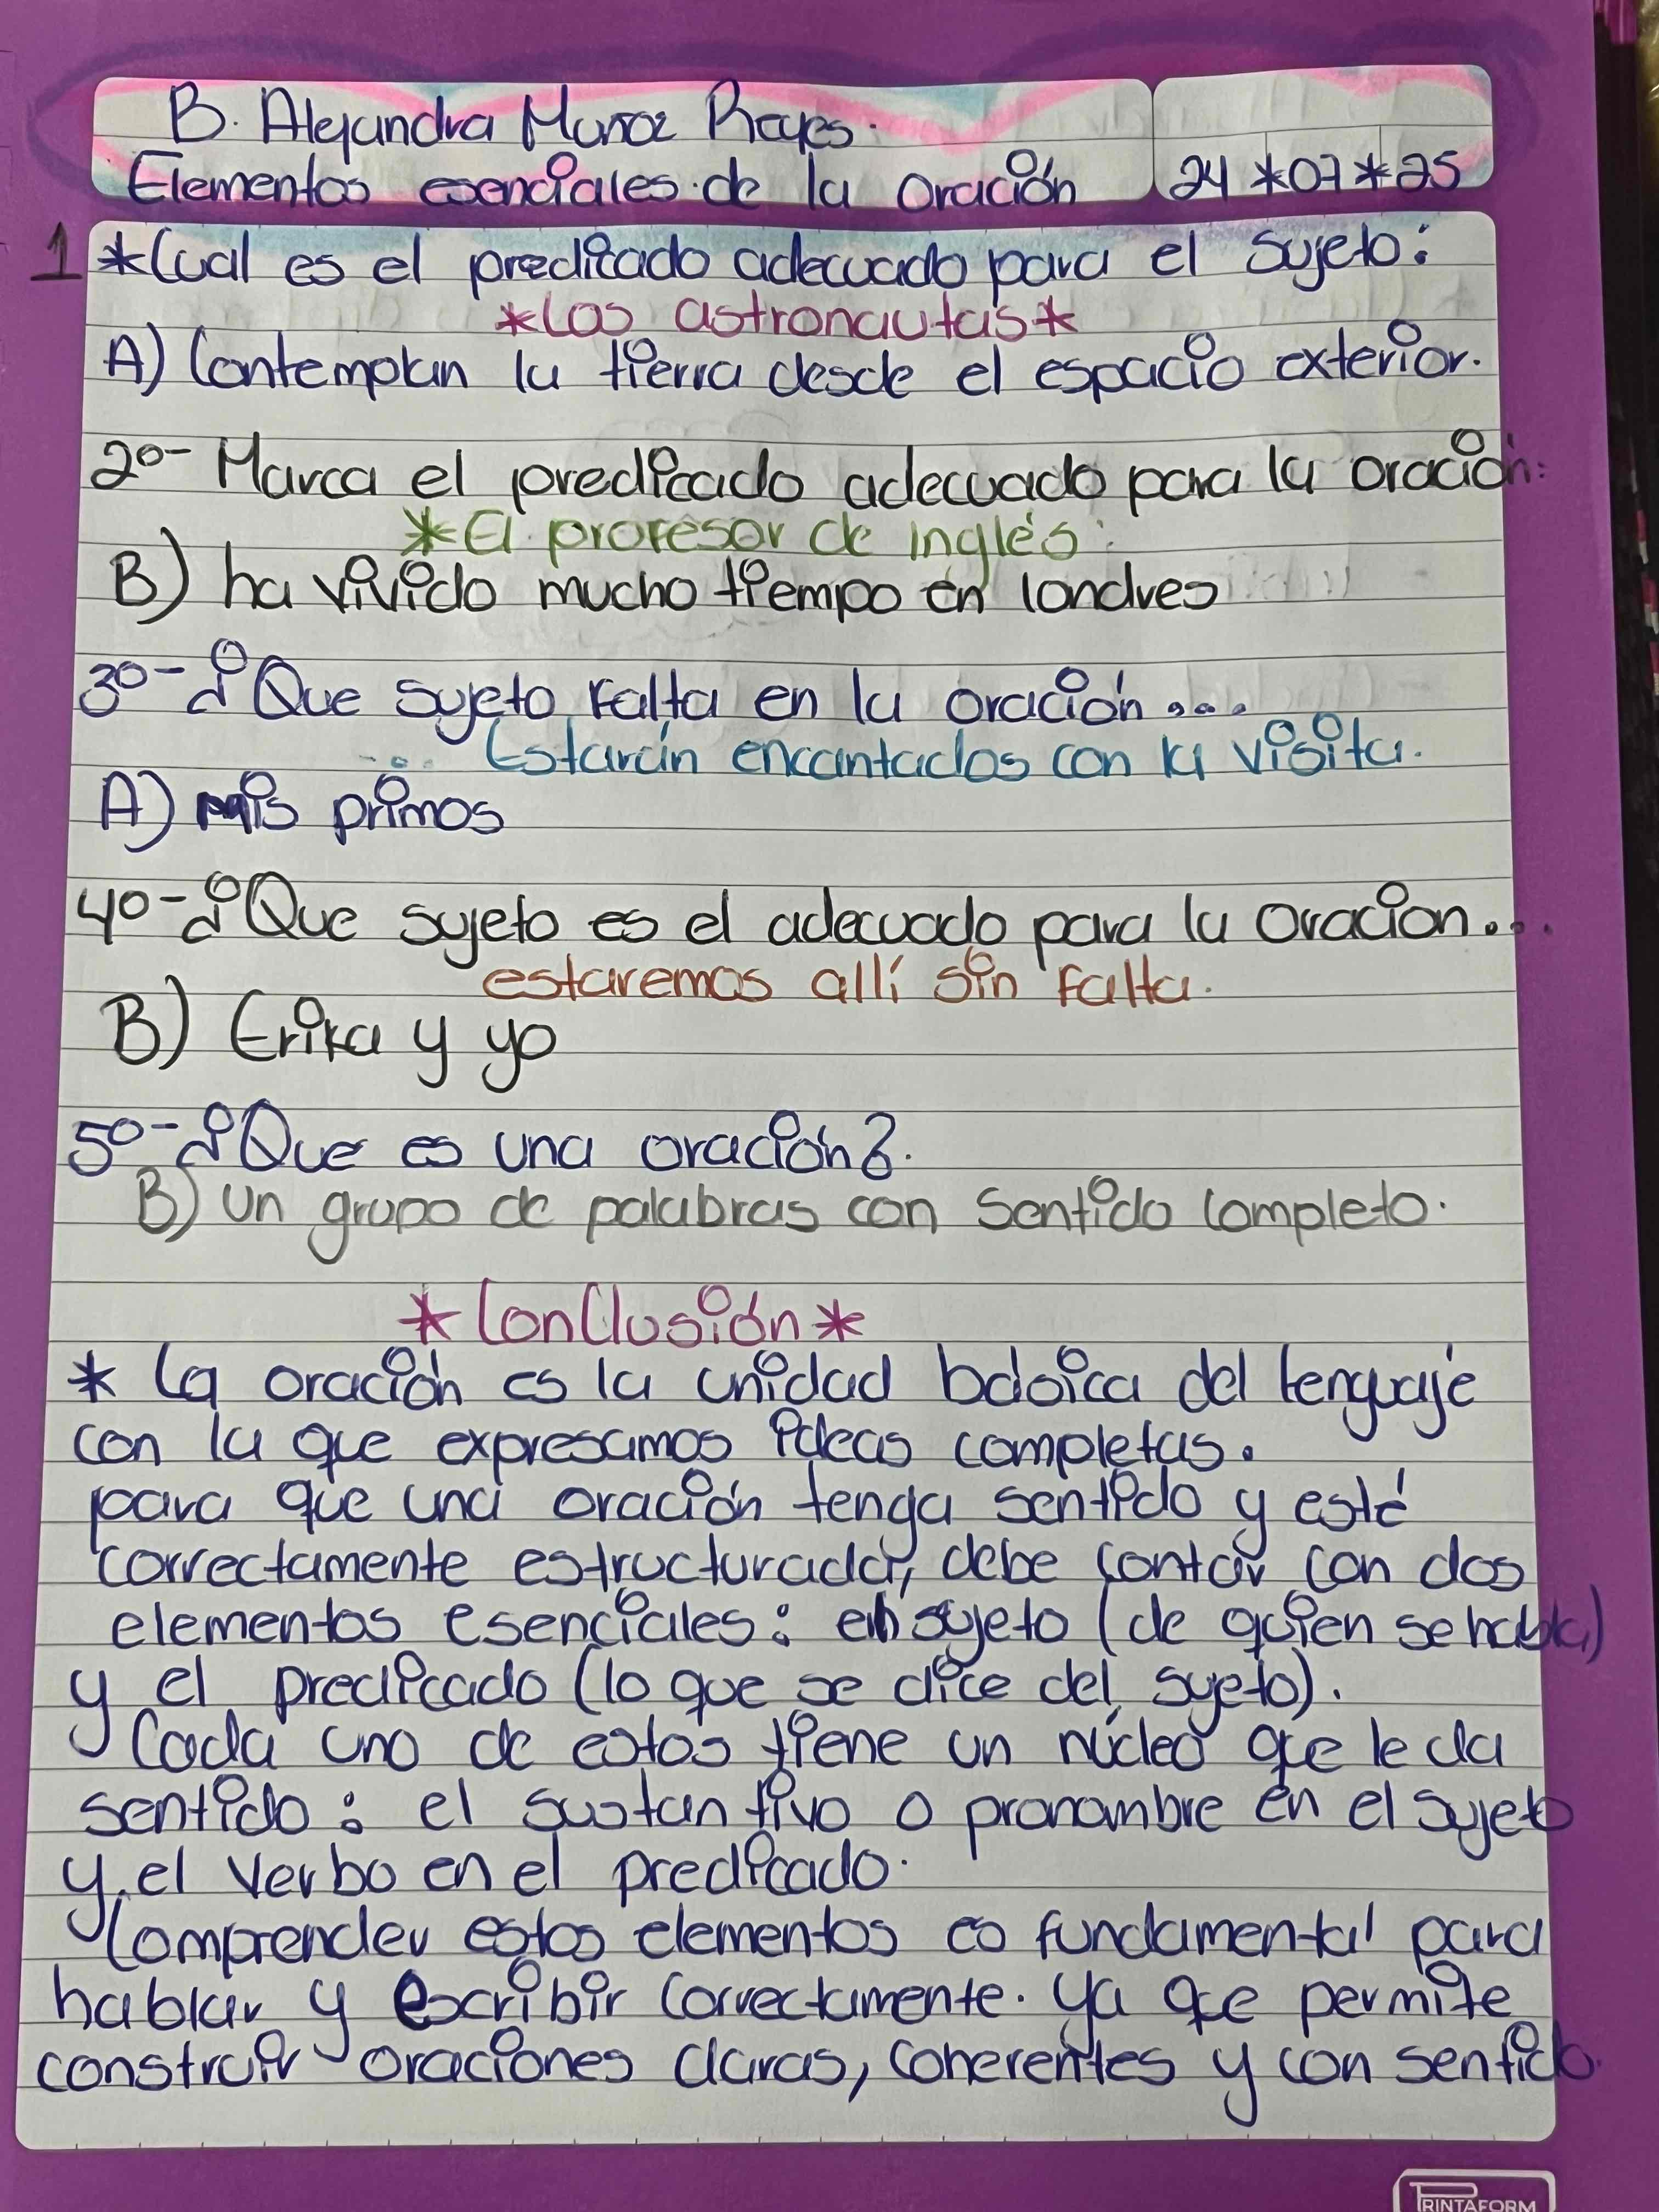 B. Alejandra Munoz Reyes.
Elementos esenciales de la oración
24 * 07 * 25
1 * Cual es el predicado adecuado para el sujeto:
* Los astronautas *
A) Contemplan la tierra desde el espacio exterior.
2o- Marca el predicado adecuado para la oración:
* El profesor de inglés:
B) ha vivido mucho tiempo en londres
3o- ¿Que sujeto falta en la oración...
... Estarán encantados con la visita.
A) mis primos
4o- ¿Que sujeto es el adecuado para la oracion...
estaremos allí sin falta.
B) Erika y yo
5o- ¿Que es una oración?.
B) Un grupo de palabras con sentido completo.
* Conclusión *
* La oración es la unidad básica del lenguaje
con la que expresamos ideas completas.
para que una oración tenga sentido y esté
correctamente estructurada, debe contar con dos
elementos esenciales: el sujeto (de quien se habla)
y el predicado (lo que se dice del sujeto).
Cada uno de estos tiene un núcleo que le da
sentido: el sustantivo o pronombre en el sujeto
y el verbo en el predicado.
Comprender estos elementos es fundamental para
hablar y escribir correctamente. ya que permite
construir oraciones claras, coherentes y con sentido.
PRINTAFORM